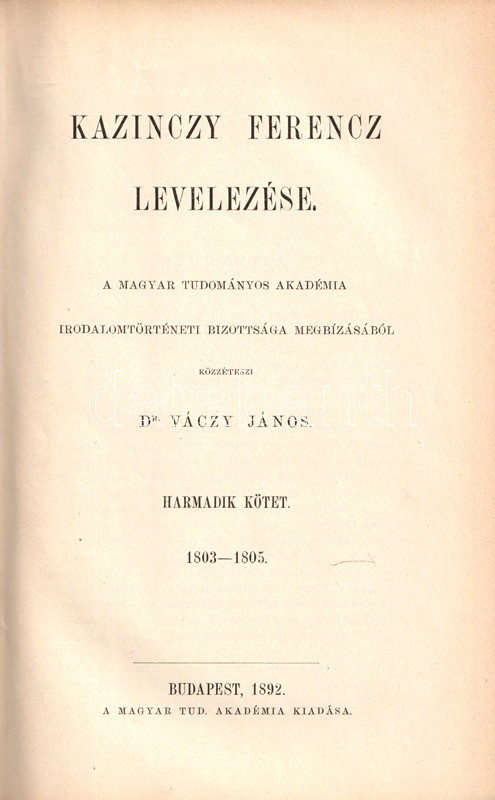 KAZINCZY FERENCZ
LEVELEZÉSE.
A MAGYAR TUDOMÁNYOS AKADÉMIA
IRODALOMTÖRTÉNETI BIZOTTSÁGA MEGBÍZÁSÁBÓL
KÖZZÉTESZI
DR. VÁCZY JÁNOS.
HARMADIK KÖTET.
1803—1805.
BUDAPEST, 1892.
A MAGYAR TUD. AKADÉMIA KIADÁSA.